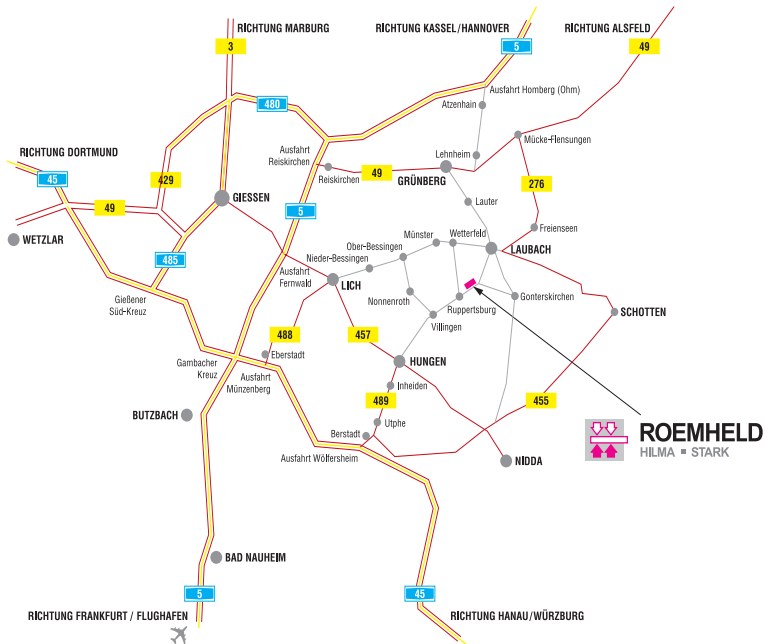 RICHTUNG MARBURG
RICHTUNG KASSEL/HANNOVER
RICHTUNG ALSFELD
3
5
49
Ausfahrt Homberg (Ohm)
Atzenhain
480
Mücke-Flensungen
Ausfahrt
Reiskirchen
Lehnheim
RICHTUNG DORTMUND
45
429
Reiskirchen
49
GRÜNBERG
276
GIESSEN
49
5
Lauter
WETZLAR
485
Freienseen
Münster
Wetterfeld
Ober-Bessingen
LAUBACH
Nieder-Bessingen
Ausfahrt
Fernwald
LICH
Nonnenroth
Ruppertsburg
Gonterskirchen
Gießener
Süd-Kreuz
SCHOTTEN
Villingen
488
457
Eberstadt
Gambacher
Kreuz
HUNGEN
Ausfahrt
Münzenberg
Inheiden
489
455
BUTZBACH
Utphe
Berstadt
Ausfahrt Wölfersheim
NIDDA
ROEMHELD
HILMA ■ STARK
BAD NAUHEIM
5
45
RICHTUNG FRANKFURT / FLUGHAFEN
RICHTUNG HANAU/WÜRZBURG